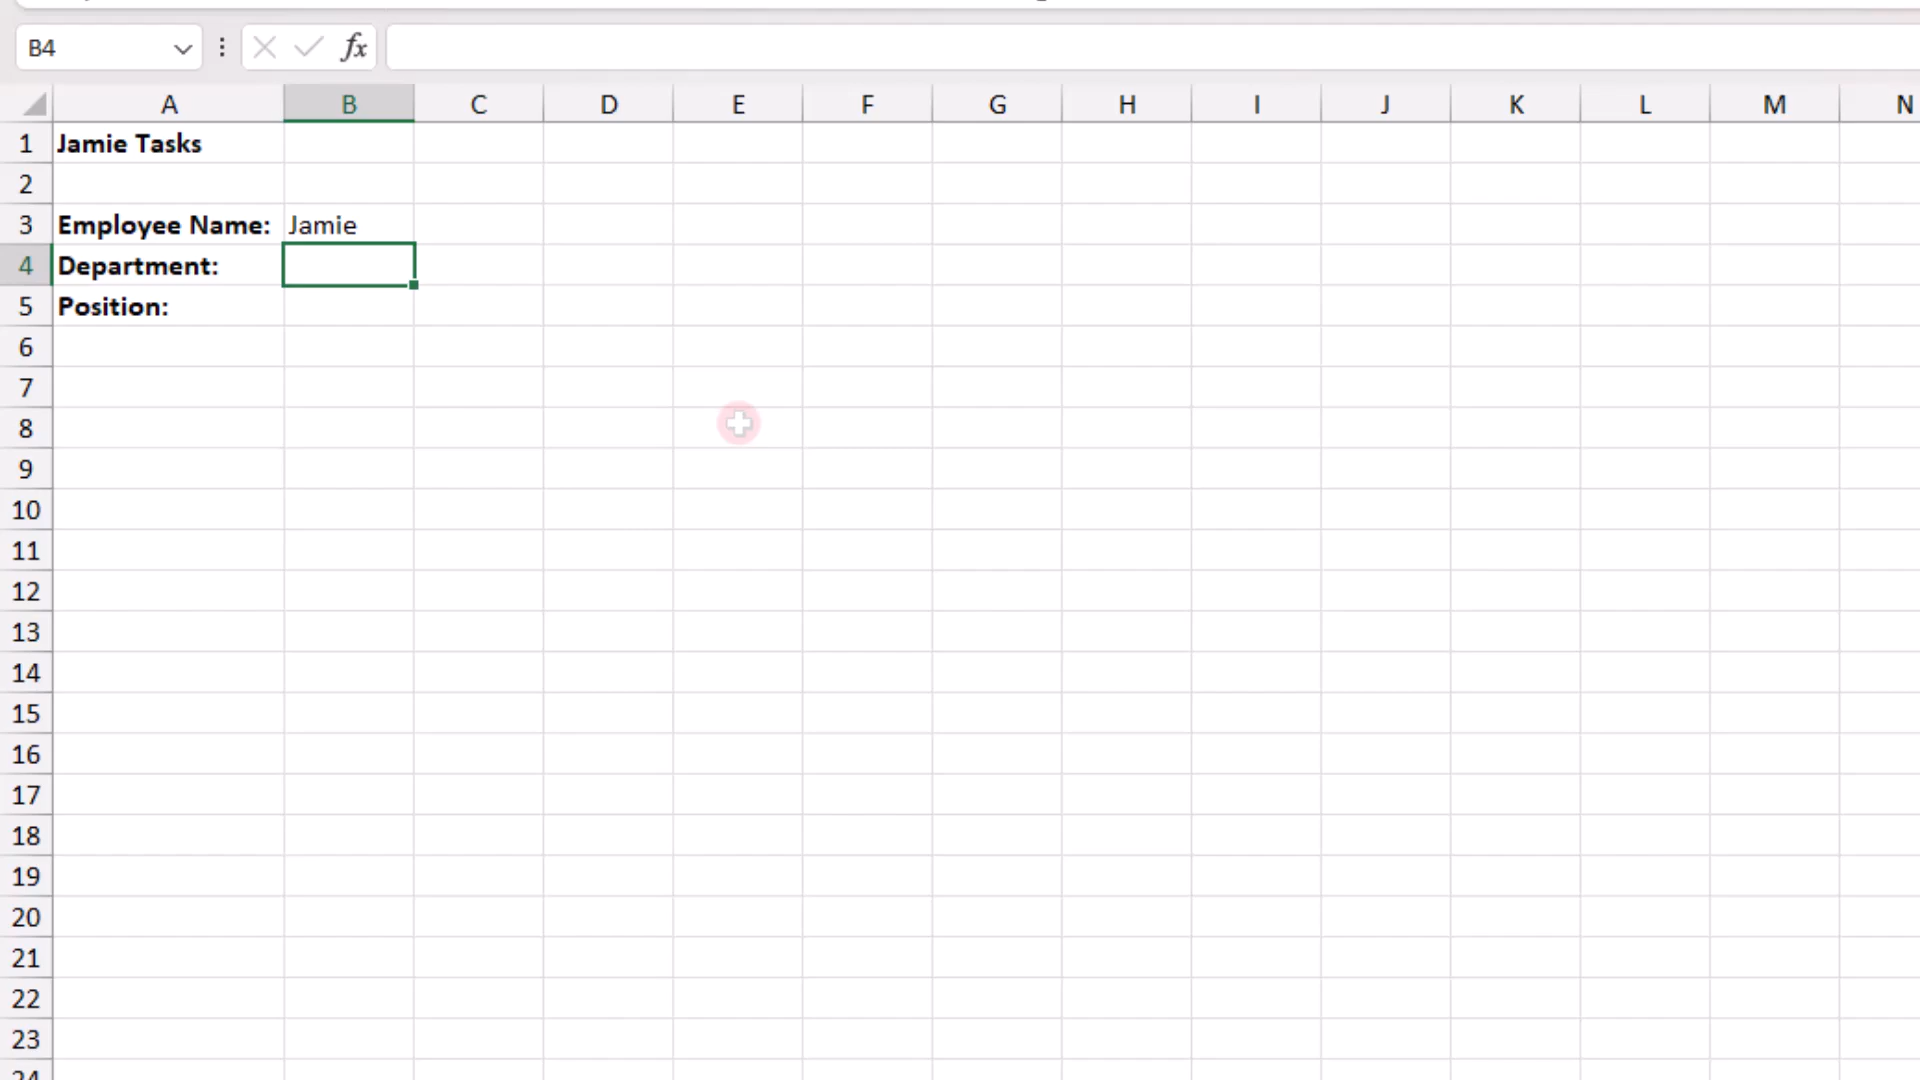 B4
fx
A B C D E F G H I J K L M N
1 Jamie Tasks
2
3 Employee Name: Jamie
4 Department:
5 Position:
6
7
8
9
10
11
12
13
14
15
16
17
18
19
20
21
22
23
24